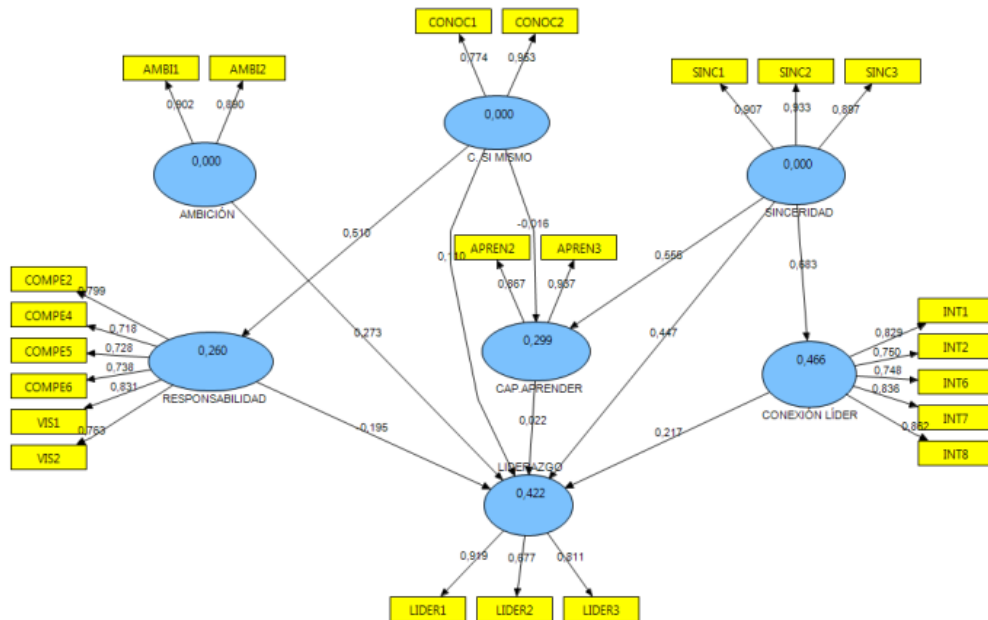 CONOC1 CONOC2
0,774 0,953
AMBI1 AMBI2
0,902 0,890
SINC1 SINC2 SINC3
0,907 0,933 0,897
0,000
C. SI MISMO
0,000
AMBICIÓN
0,000
SINCERIDAD
0,510
-0,016
0,110
0,683
0,447
0,273
APREN2 APREN3
0,867 0,937
0,299
CAP.APRENDER
COMPE2
0,799
COMPE4
0,718
COMPE5
0,728
COMPE6
0,738
VIS1
0,831
VIS2
0,763
0,260
RESPONSABILIDAD
INT1
0,829
INT2
0,750
INT6
0,748
INT7
0,836
INT8
0,466
CONEXIÓN LÍDER
-0,195
0,022
0,217
LIDERAZGO
0,422
0,919 0,677 0,811
LIDER1 LIDER2 LIDER3